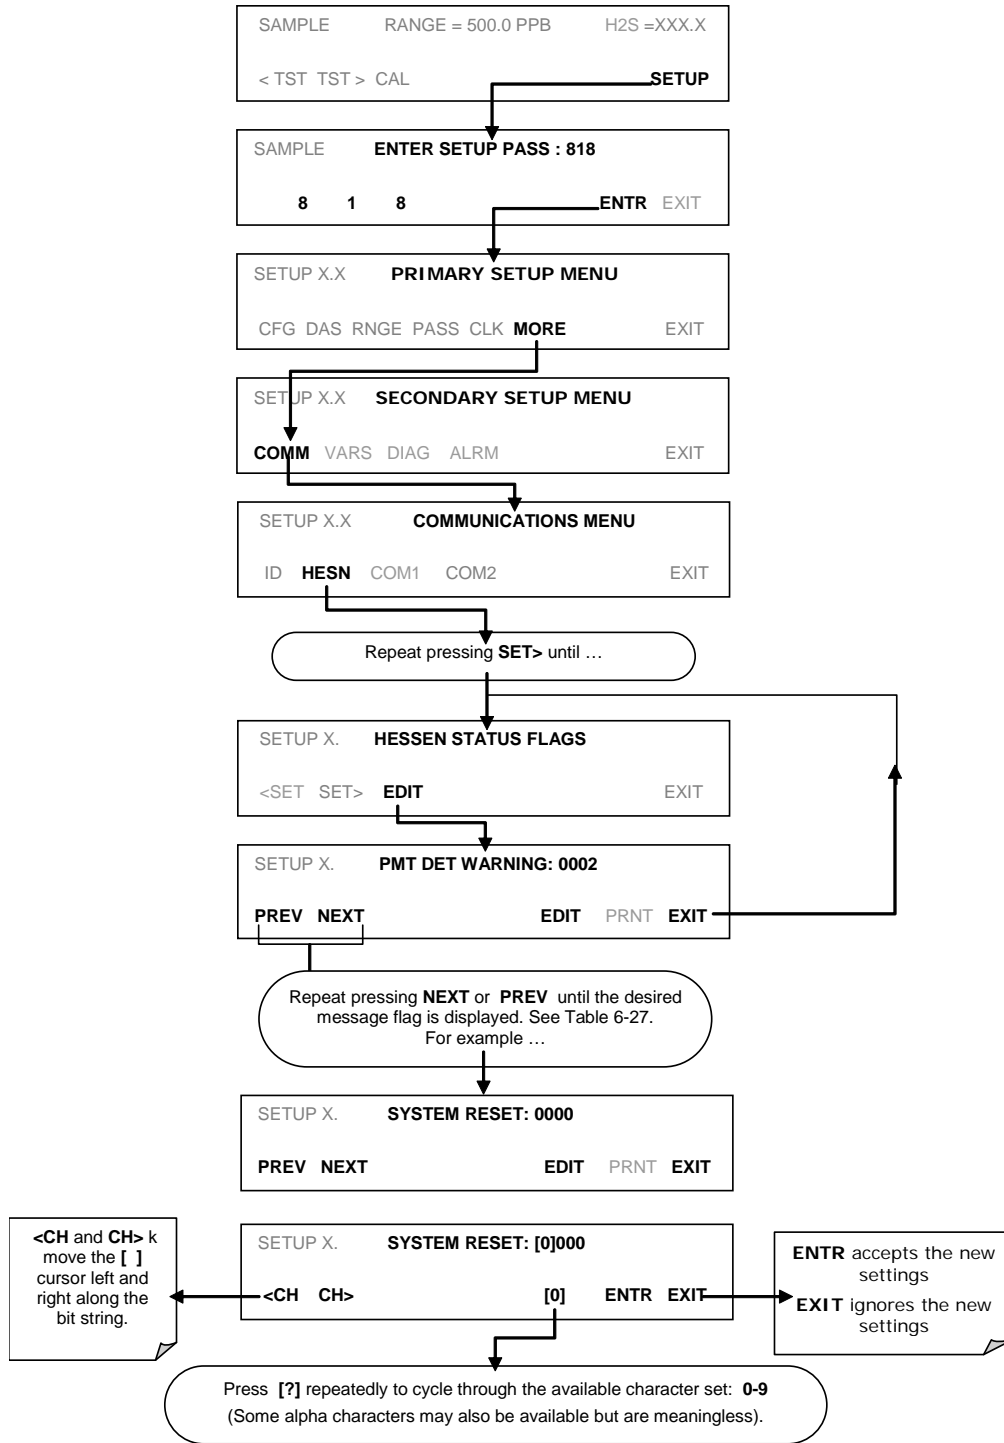 SAMPLE RANGE = 500.0 PPB H2S =XXX.X
< TST TST > CAL SETUP
SAMPLE ENTER SETUP PASS : 818
8 1 8 ENTR EXIT
SETUP X.X PRIMARY SETUP MENU
CFG DAS RNGE PASS CLK MORE EXIT
SETUP X.X SECONDARY SETUP MENU
COMM VARS DIAG ALRM EXIT
SETUP X.X COMMUNICATIONS MENU
ID HESN COM1 COM2 EXIT
Repeat pressing SET> until …
SETUP X. HESSEN STATUS FLAGS
<SET SET> EDIT EXIT
SETUP X. PMT DET WARNING: 0002
PREV NEXT EDIT PRNT EXIT
Repeat pressing NEXT or PREV until the desired
message flag is displayed. See Table 6-27.
For example …
SETUP X. SYSTEM RESET: 0000
PREV NEXT EDIT PRNT EXIT
<CH and CH> k
move the [ ]
cursor left and
right along the
bit string.
SETUP X. SYSTEM RESET: [0]000
<CH CH> [0] ENTR EXIT
ENTR accepts the new
settings
EXIT ignores the new
settings
Press [?] repeatedly to cycle through the available character set: 0-9
(Some alpha characters may also be available but are meaningless).